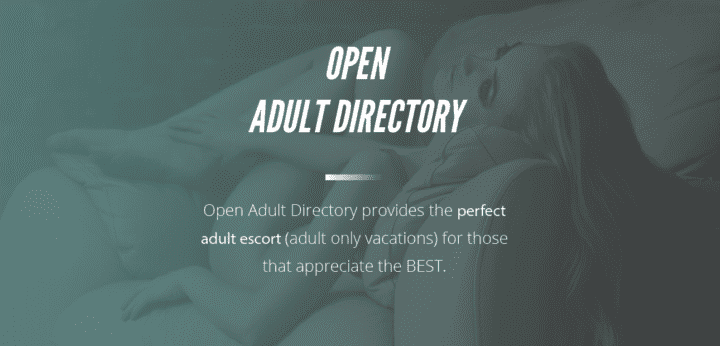 OPEN
ADULT DIRECTORY
Open Adult Directory provides the perfect
adult escort (adult only vacations) for those
that appreciate the BEST.